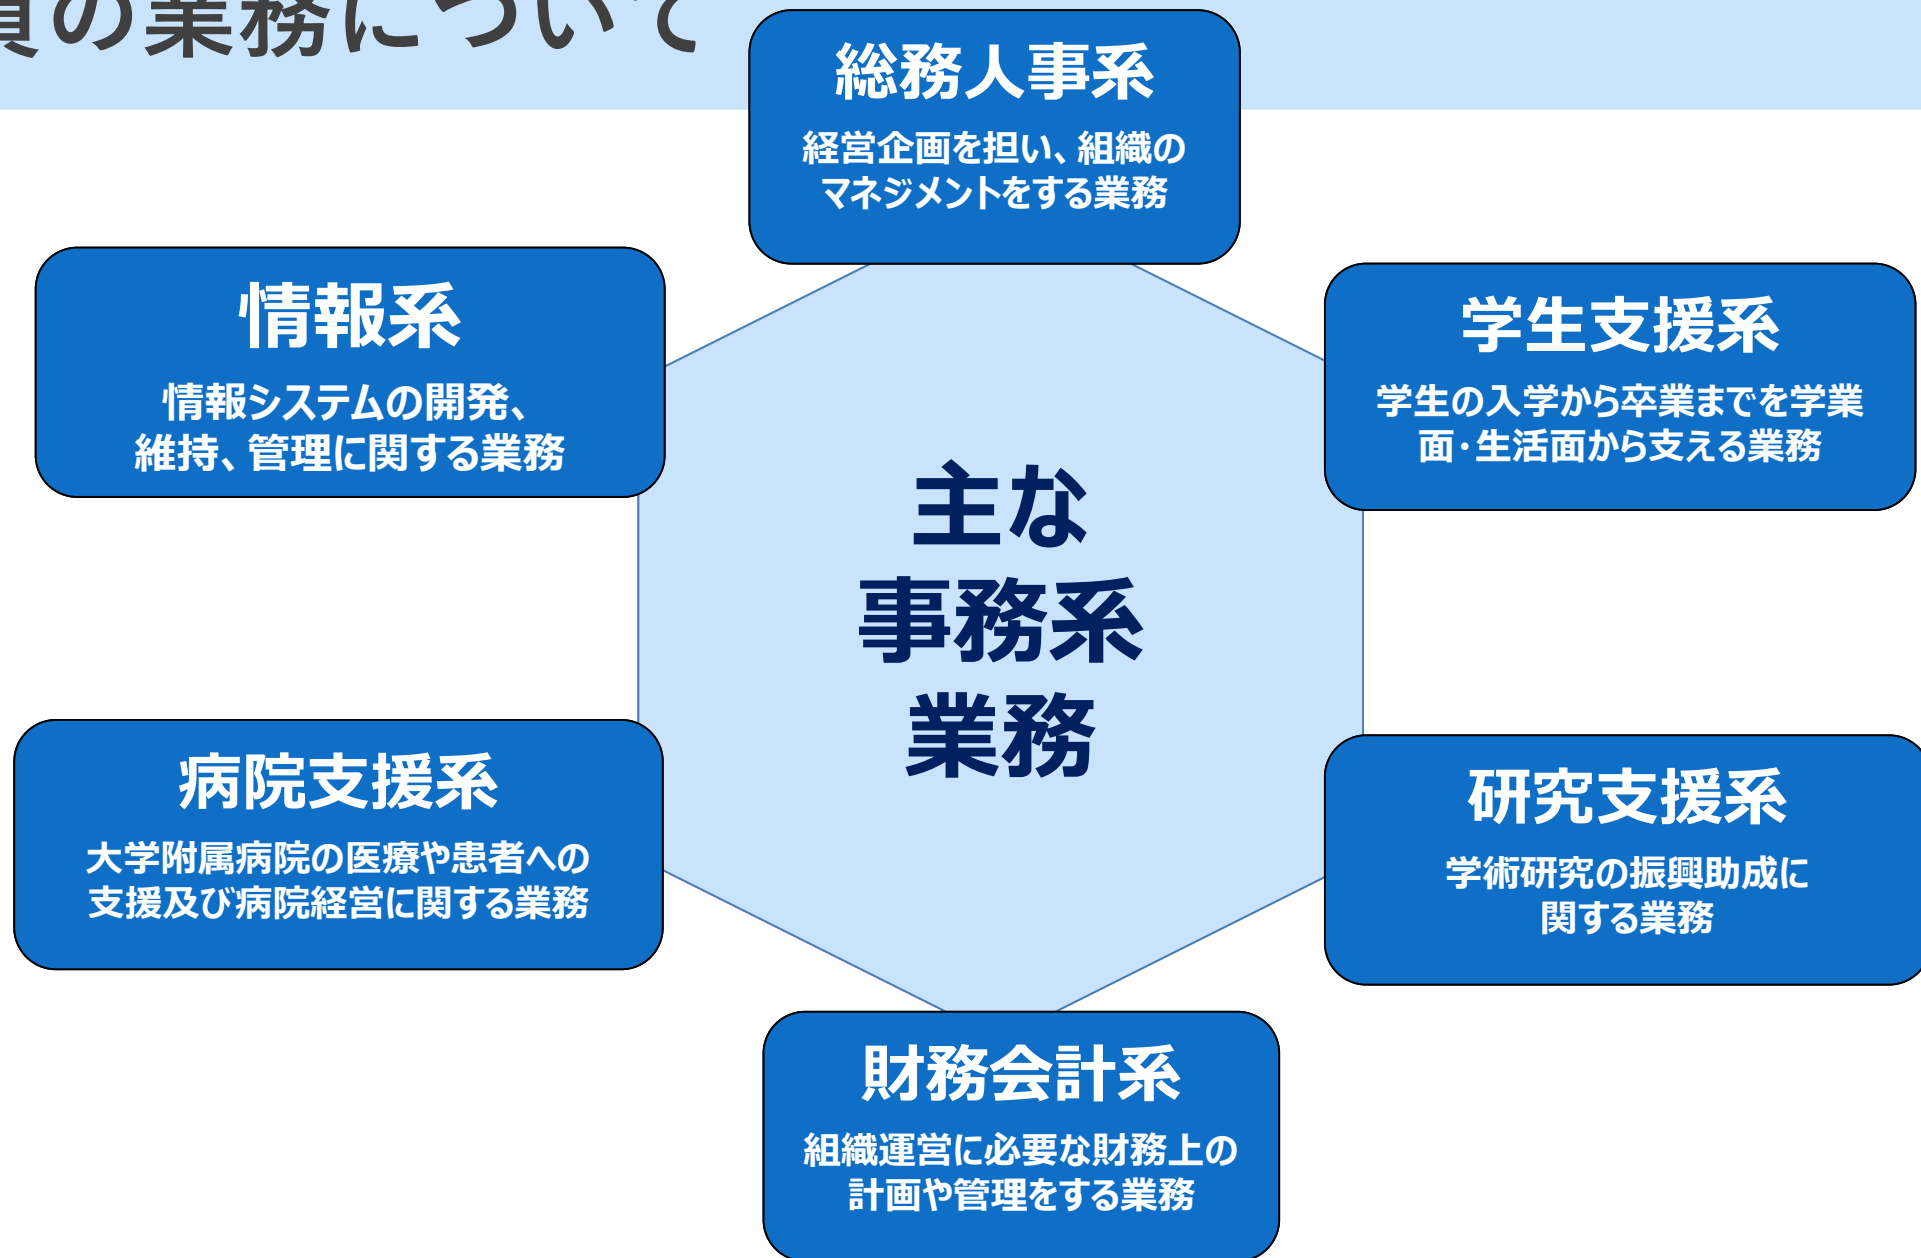 員の業務について
総務人事系
経営企画を担い、組織の
マネジメントをする業務
情報系
情報システムの開発、
維持、管理に関する業務
学生支援系
学生の入学から卒業までを学業
面・生活面から支える業務
主な
事務系
業務
病院支援系
大学附属病院の医療や患者への
支援及び病院経営に関する業務
研究支援系
学術研究の振興助成に
関する業務
財務会計系
組織運営に必要な財務上の
計画や管理をする業務